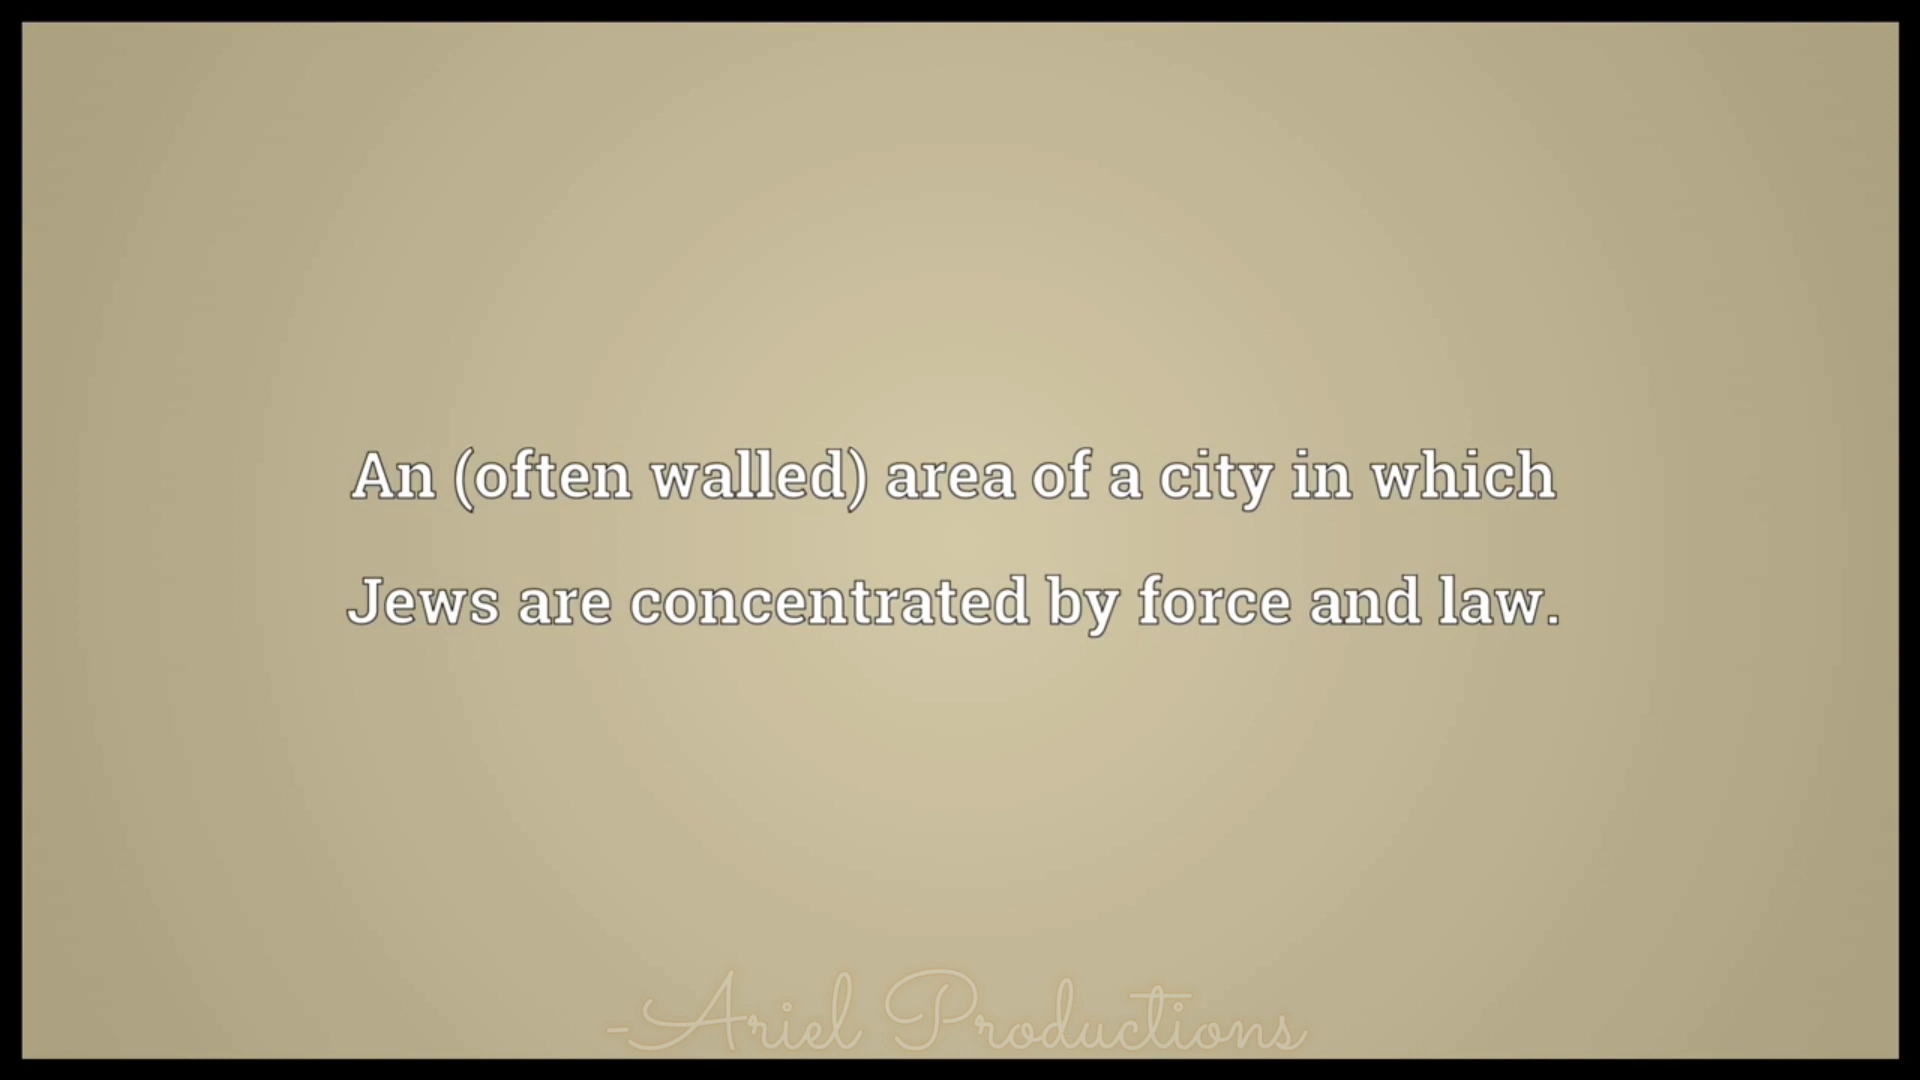 An (often walled) area of a city in which
Jews are concentrated by force and law.
-Ariel Productions